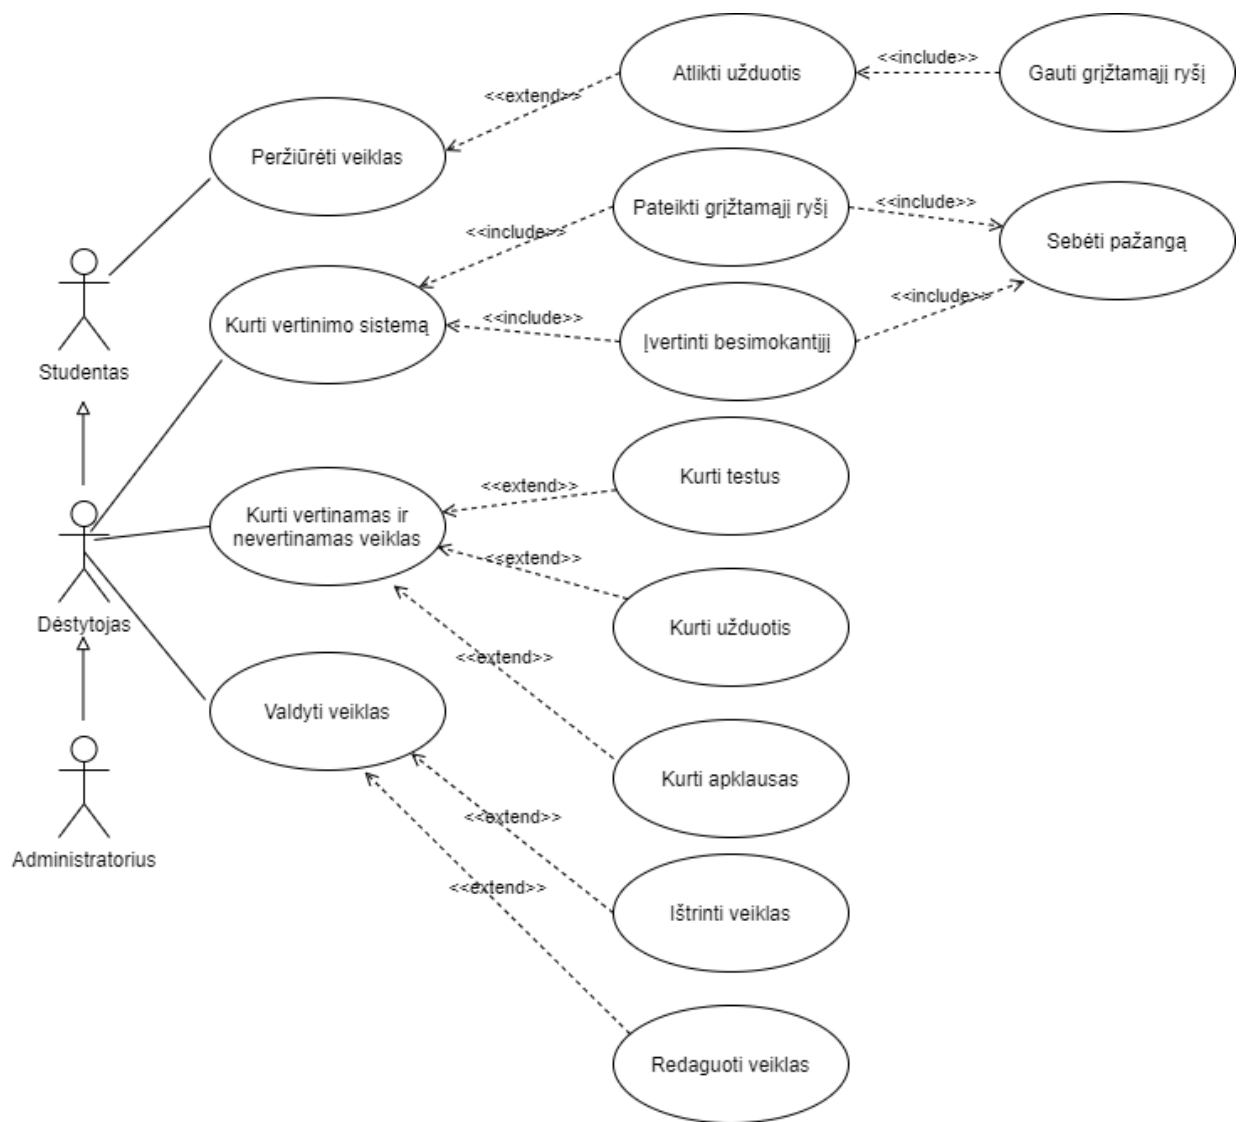 Atlikti užduotis
<<include>>
Gauti grįžtamąjį ryšį
<<extend>>
Peržiūrėti veiklas
Pateikti grįžtamąjį ryšį
<<include>>
Sebėti pažangą
<<include>>
Studentas
Kurti vertinimo sistemą
<<include>>
Įvertinti besimokantįjį
<<include>>
Kurti testus
<<extend>>
Kurti vertinamas ir
nevertinamas veiklas
<<extend>>
Kurti užduotis
Dėstytojas
<<extend>>
Valdyti veiklas
Kurti apklausas
Administratorius
<<extend>>
<<extend>>
Ištrinti veiklas
Redaguoti veiklas